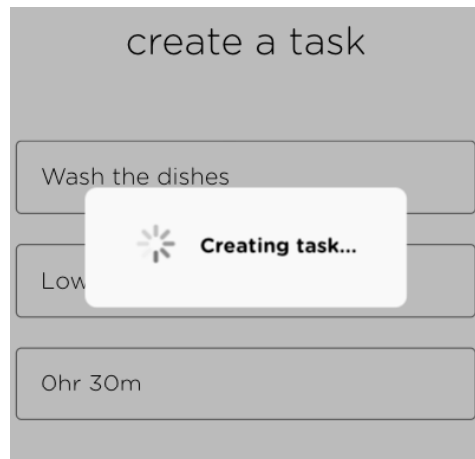 create a task
Wash the dishes
Creating task...
Low
0hr 30m